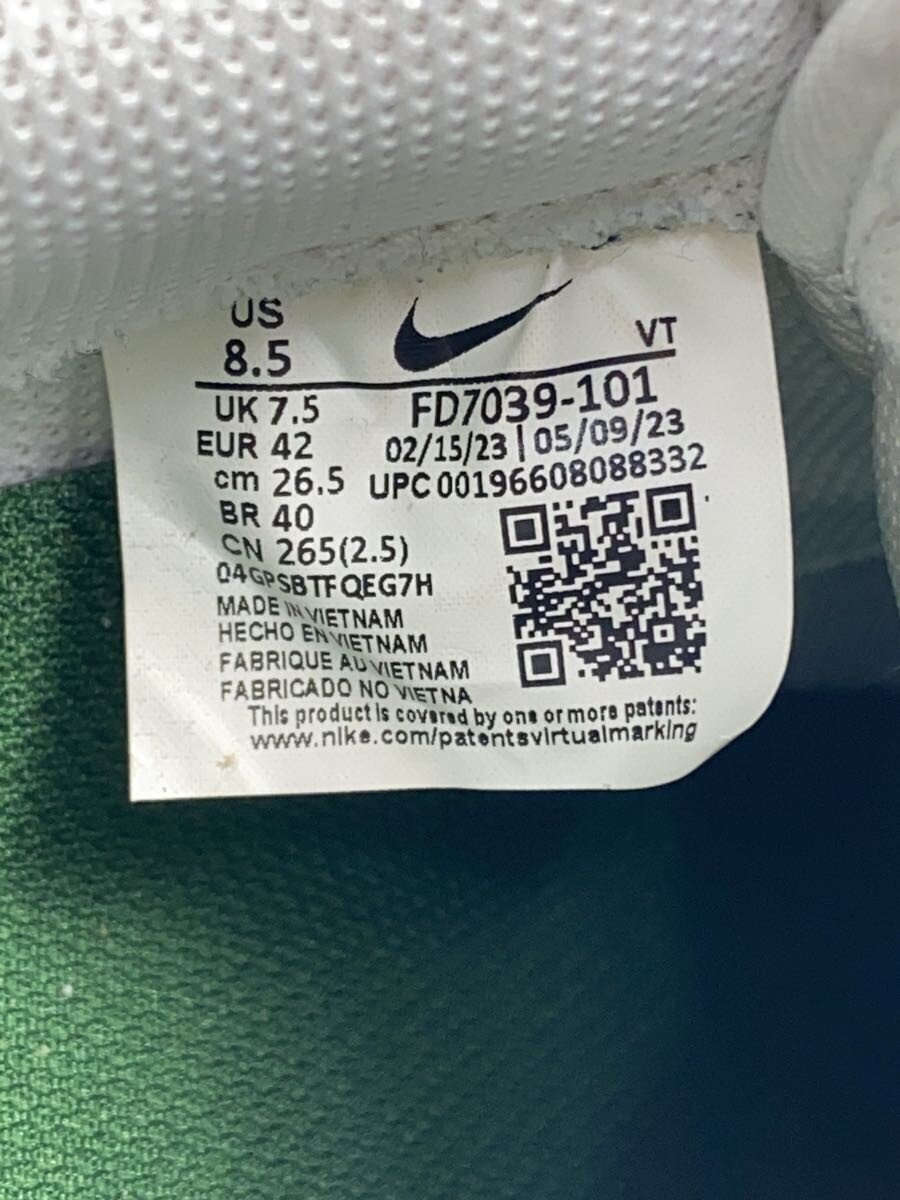 US
8.5
VT
UK 7.5
FD7039-101
EUR 42
02/15/23 | 05/09/23
cm 26.5
UPC 00196608088332
BR 40
CN 265(2.5)
04GPSBTFQEG7H
MADE IN VIETNAM
HECHO EN VIETNAM
FABRIQUE AU VIETNAM
FABRICADO NO VIETNA
This product is covered by one or more patents:
www.nike.com/patentsvirtualmarking